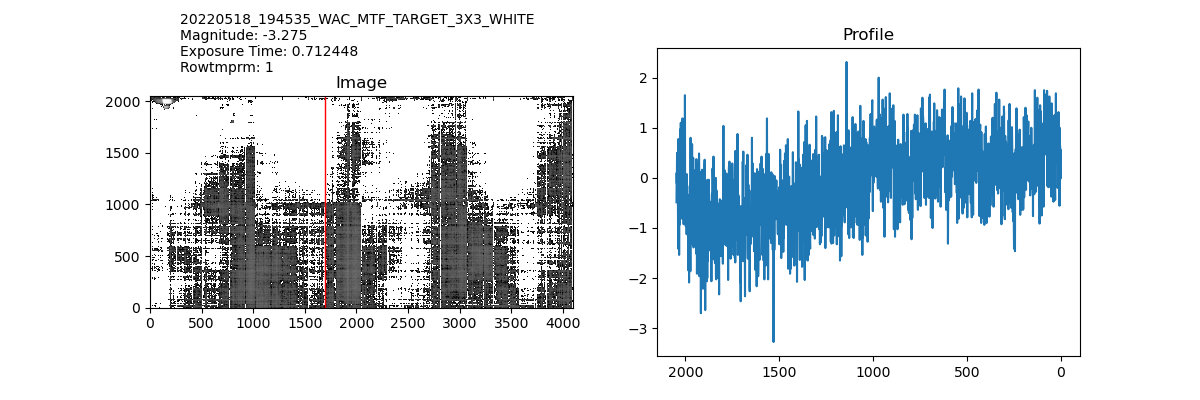 20220518_194535_WAC_MTF_TARGET_3X3_WHITE
Magnitude: -3.275
Exposure Time: 0.712448
Rowtmprm: 1
Image
2000
1500
1000
500
0
0 500 1000 1500 2000 2500 3000 3500 4000
Profile
2
1
0
−1
−2
−3
2000 1500 1000 500 0